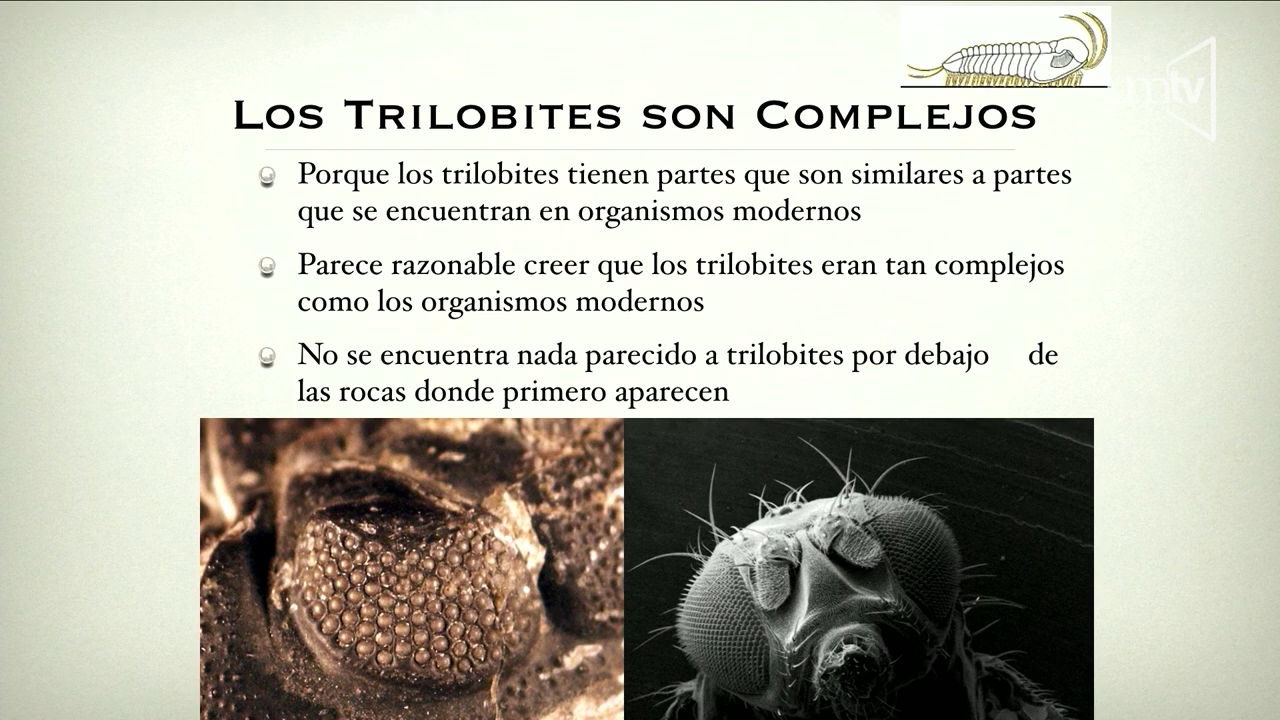 mtv
Los Trilobites son Complejos
Porque los trilobites tienen partes que son similares a partes
que se encuentran en organismos modernos
Parece razonable creer que los trilobites eran tan complejos
como los organismos modernos
No se encuentra nada parecido a trilobites por debajo de
las rocas donde primero aparecen